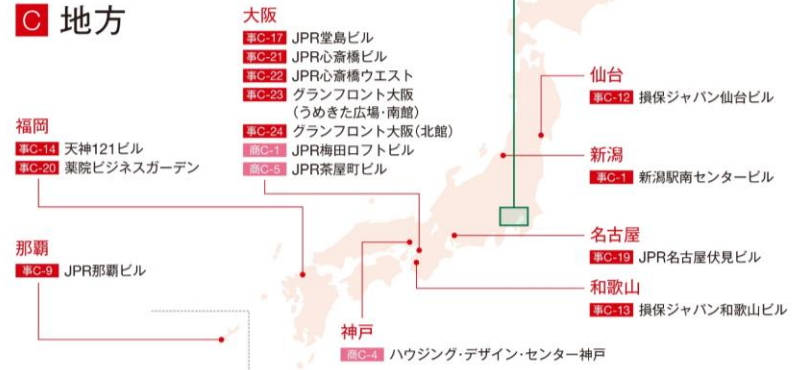 C 地方
大阪
事C-17 JPR堂島ビル
事C-21 JPR心斎橋ビル
事C-22 JPR心斎橋ウエスト
事C-23 グランフロント大阪
（うめきた広場・南館）
事C-24 グランフロント大阪（北館）
商C-1 JPR梅田ロフトビル
商C-5 JPR茶屋町ビル
福岡
事C-14 天神121ビル
事C-20 薬院ビジネスガーデン
那覇
事C-9 JPR那覇ビル
仙台
事C-12 損保ジャパン仙台ビル
新潟
事C-1 新潟駅南センタービル
名古屋
事C-19 JPR名古屋伏見ビル
和歌山
事C-13 損保ジャパン和歌山ビル
神戸
商C-4 ハウジング・デザイン・センター神戸